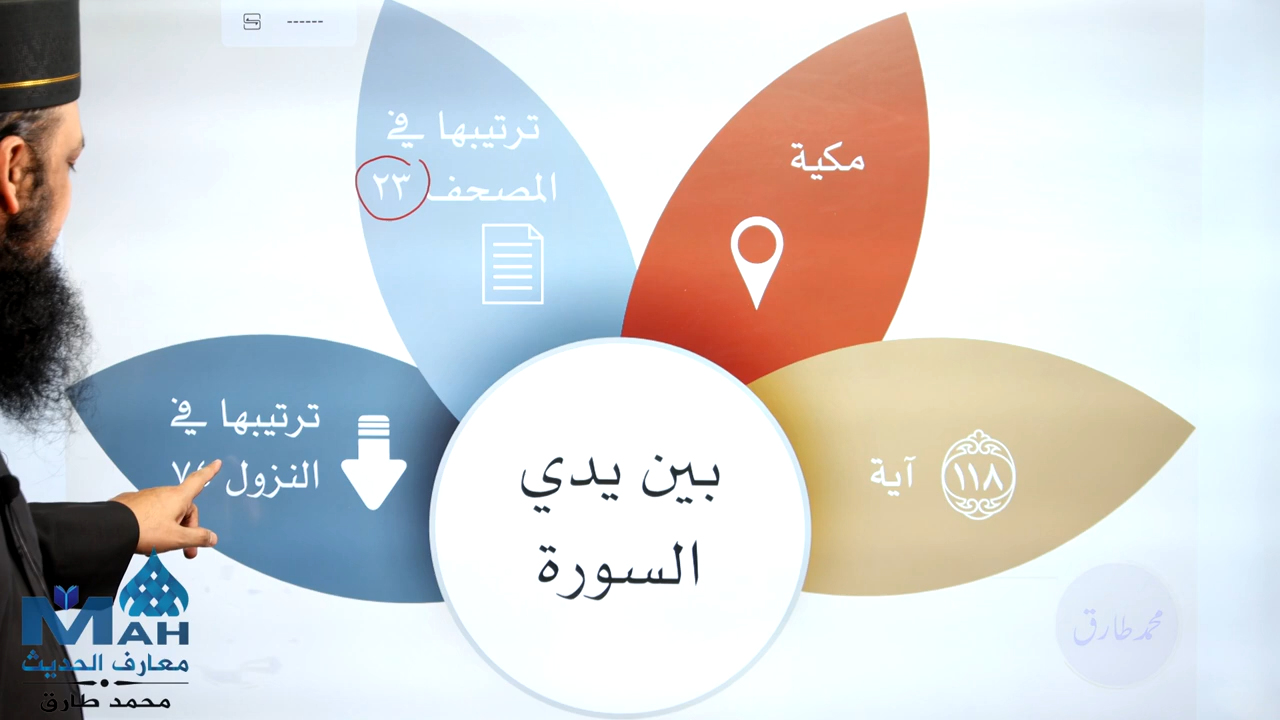 مكية
ترتيبها في
المصحف ٢٣
آية ١١٨
ترتيبها في
النزول
بين يدي
السورة
محمد طارق
MAH
معارف الحديث
محمد طارق